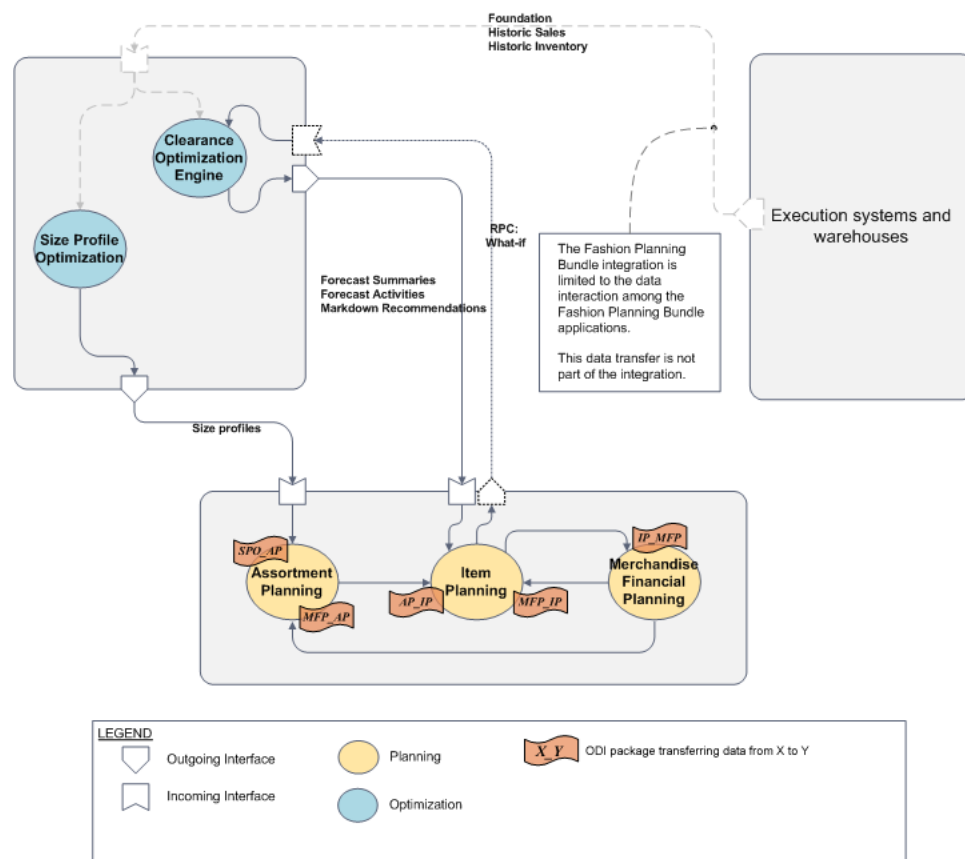 Foundation
Historic Sales
Historic Inventory
Clearance
Optimization
Engine
Size Profile
Optimization
RPC:
What-if
Execution systems and
warehouses
The Fashion Planning
Bundle integration is
limited to the data
interaction among the
Fashion Planning Bundle
applications.
This data transfer is not
part of the integration.
Forecast Summaries
Forecast Activities
Markdown Recommendations
Size profiles
SPO_AP
Assortment
Planning
MFP_AP
Item
Planning
AP_IP
MFP_IP
IP_MFP
Merchandise
Financial
Planning
LEGEND
Outgoing Interface
Incoming Interface
Planning
Optimization
X_Y
ODI package transferring data from X to Y